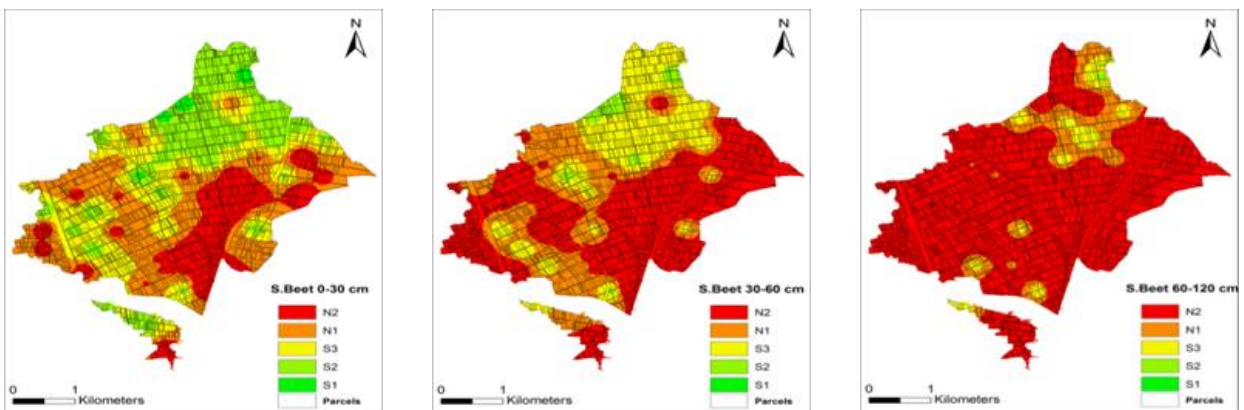 N
S.Beet 0-30 cm
N2
N1
S3
S2
S1
Parcels
0 1
Kilometers
N
S.Beet 30-60 cm
N2
N1
S3
S2
S1
Parcels
0 1
Kilometers
N
S.Beet 60-120 cm
N2
N1
S3
S2
S1
Parcels
0 1
Kilometers